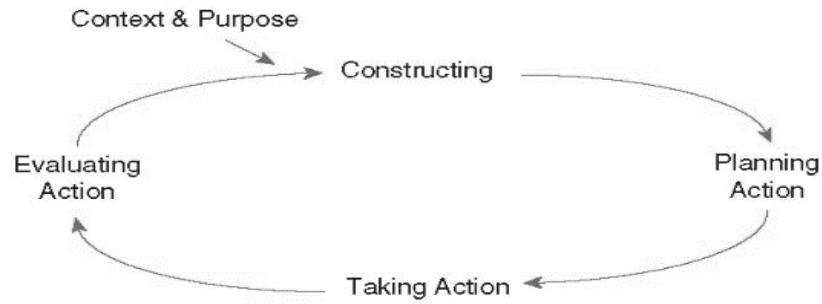 Context & Purpose
Constructing
Evaluating
Action
Planning
Action
Taking Action